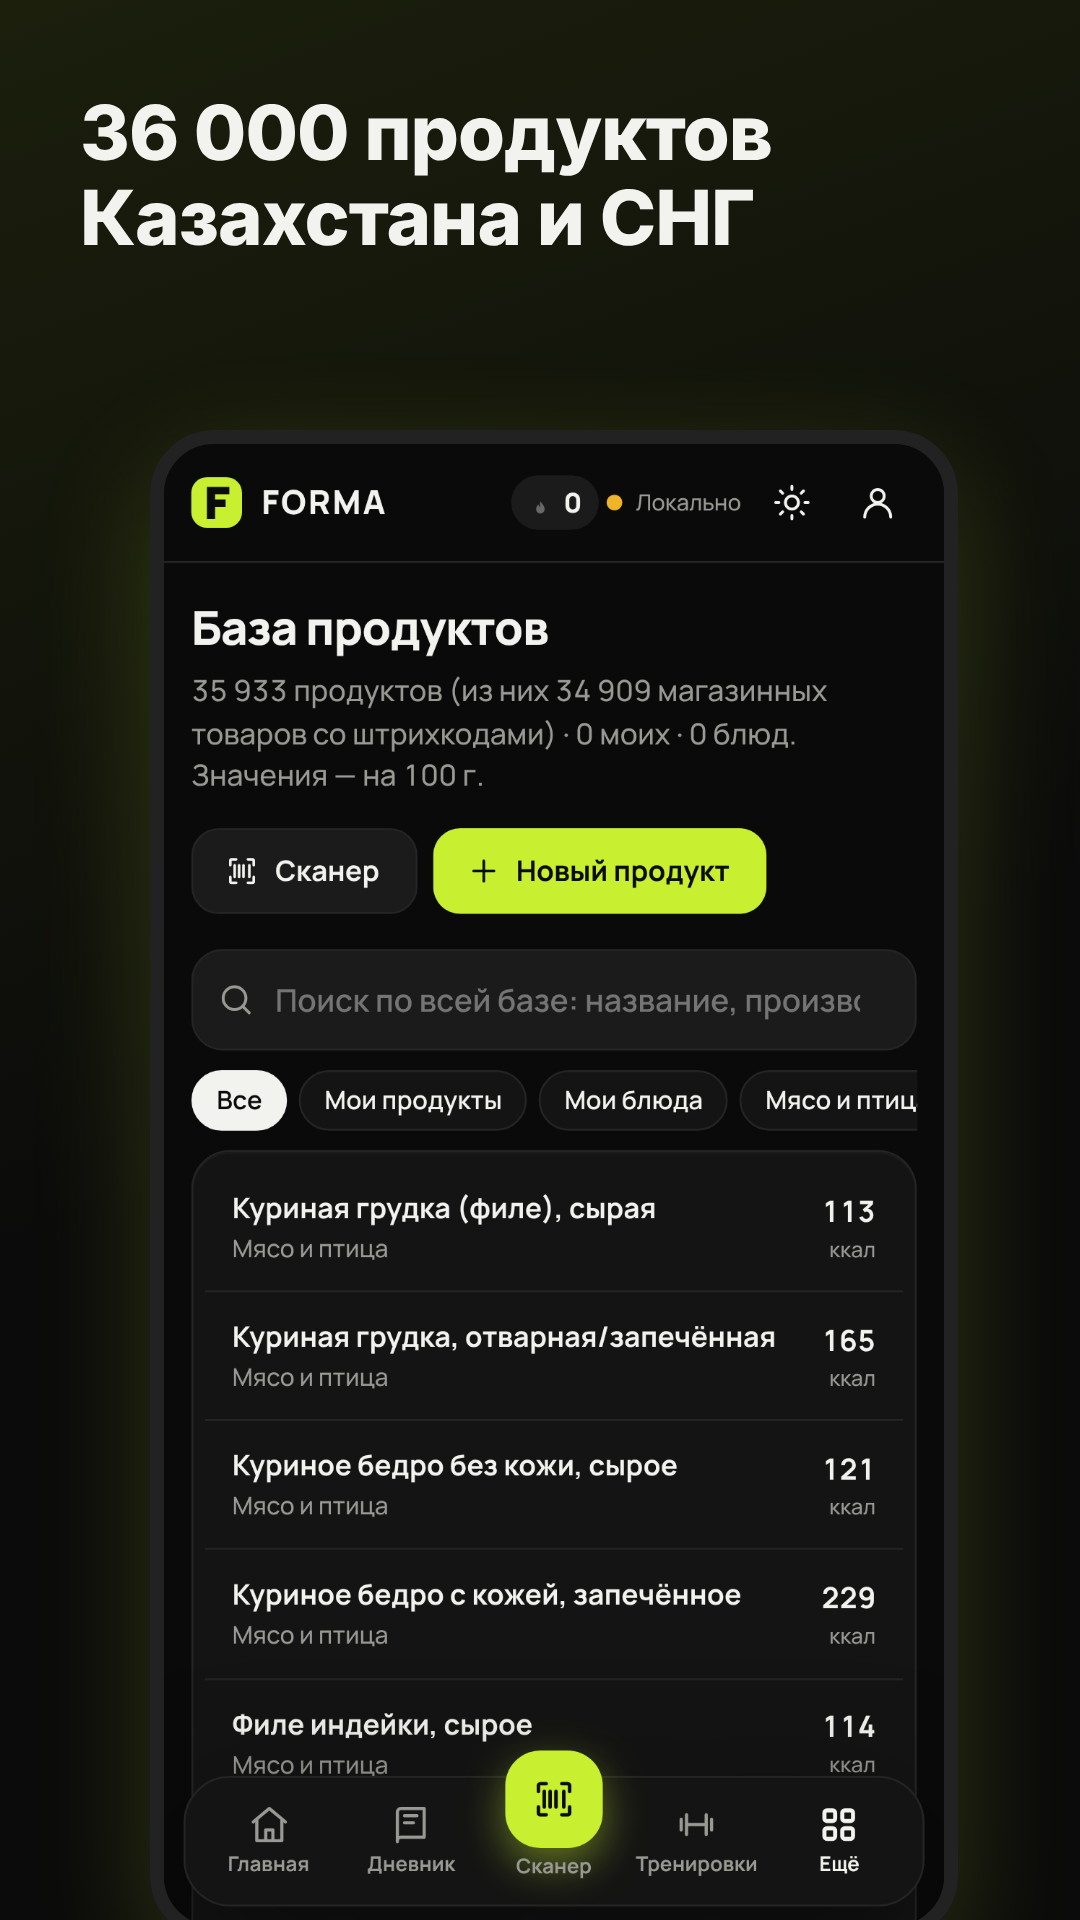 36 000 продуктов
Казахстана и СНГ
F FORMA 0 Локально
База продуктов
35 933 продуктов (из них 34 909 магазинных
товаров со штрихкодами) · 0 моих · 0 блюд.
Значения — на 100 г.
Сканер + Новый продукт
Поиск по всей базе: название, произво
Все Мои продукты Мои блюда Мясо и птиц
Куриная грудка (филе), сырая 113
Мясо и птица ккал
Куриная грудка, отварная/запечённая 165
Мясо и птица ккал
Куриное бедро без кожи, сырое 121
Мясо и птица ккал
Куриное бедро с кожей, запечённое 229
Мясо и птица ккал
Филе индейки, сырое 114
Мясо и птица ккал
Главная Дневник Сканер Тренировки Ещё